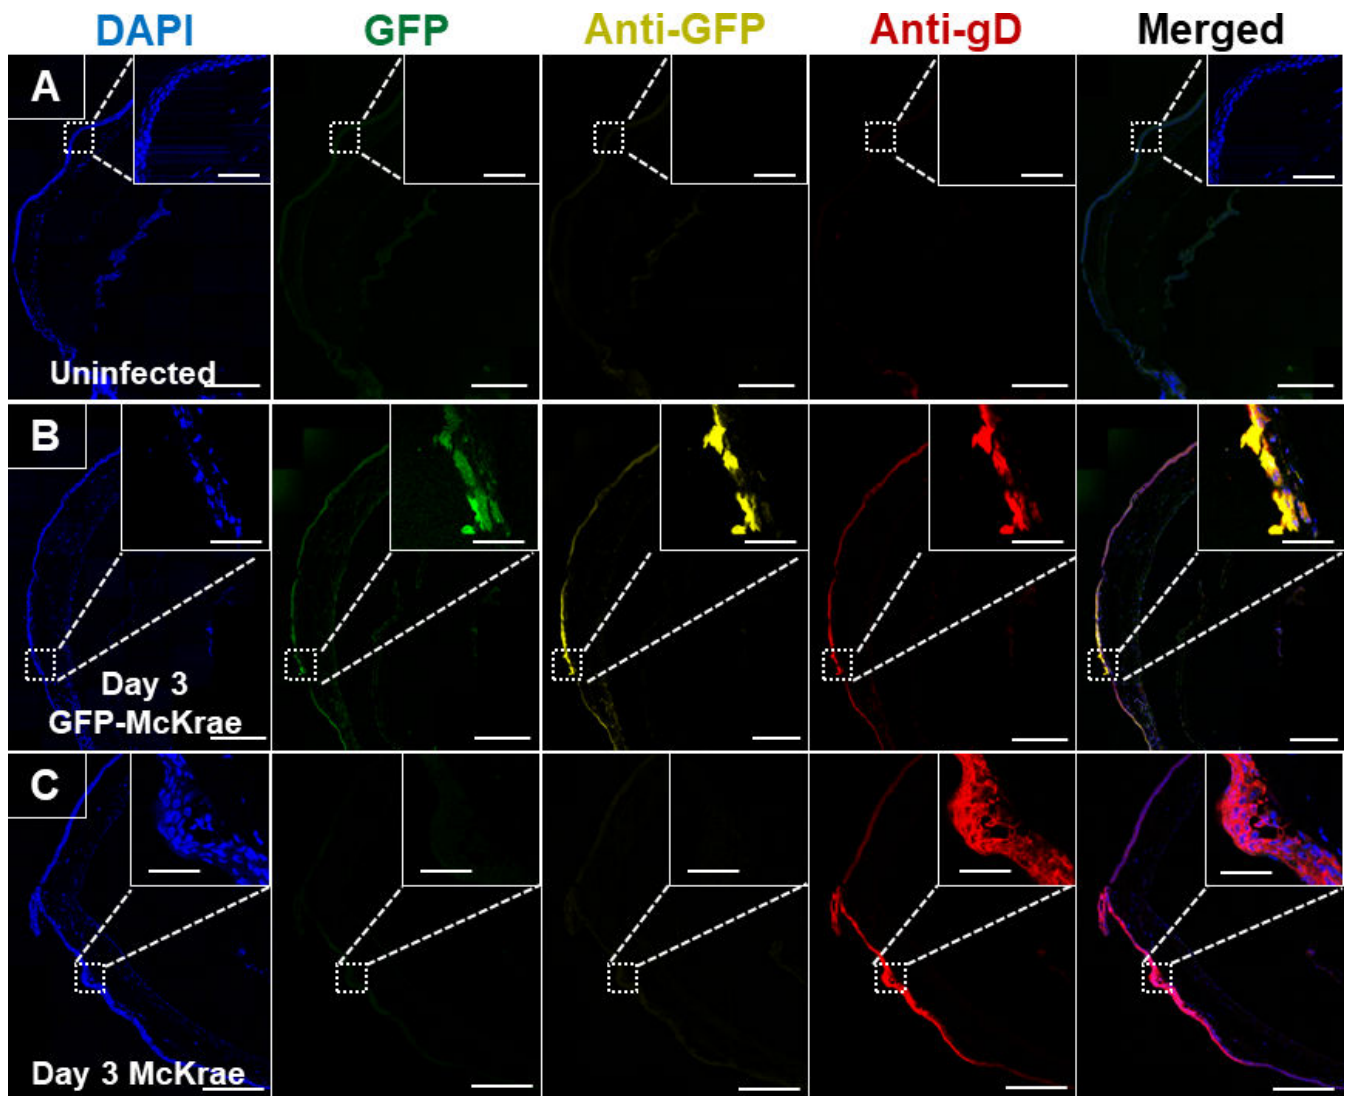 DAPI GFP Anti-GFP Anti-gD Merged
A
Uninfected
B
Day 3
GFP-McKrae
C
Day 3 McKrae